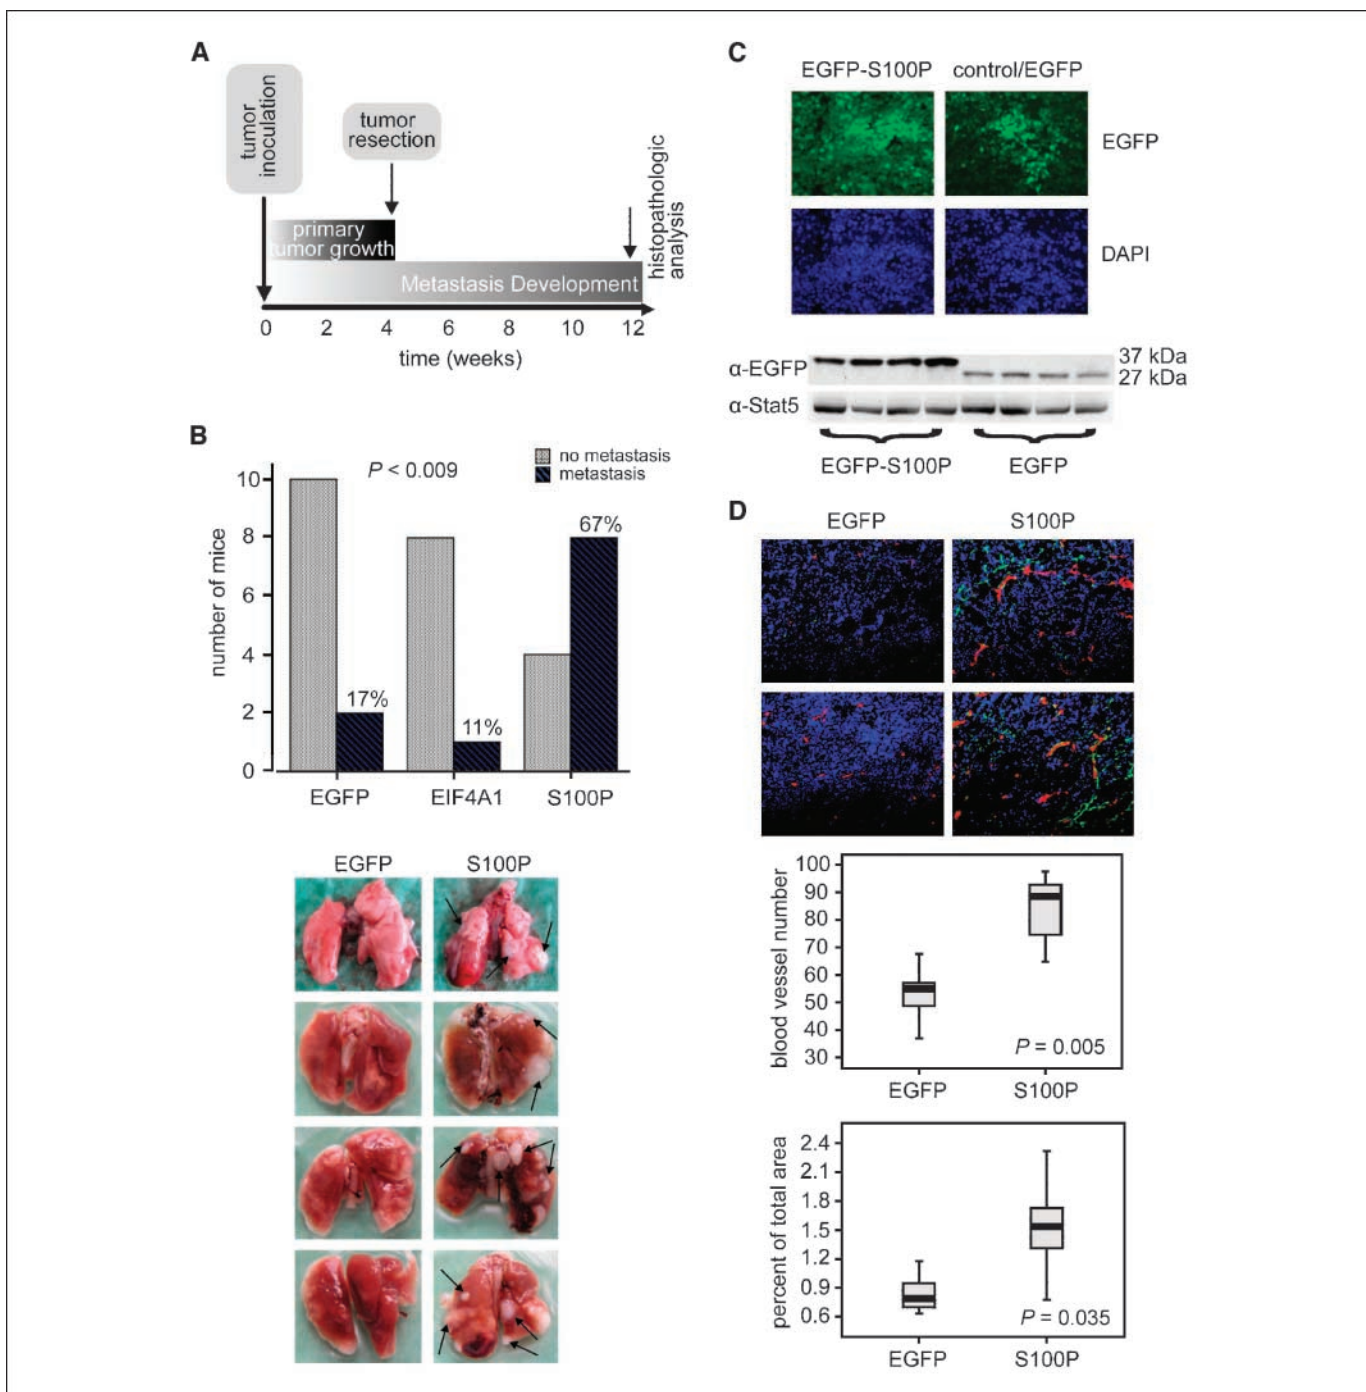 A
tumor
inoculation
tumor
resection
primary
tumor growth
Metastasis Development
histopathologic
analysis
0 2 4 6 8 10 12
time (weeks)
B
no metastasis
metastasis
P < 0.009
number of mice
10
8
6
4
2
0
17%
11%
67%
EGFP EIF4A1 S100P
EGFP S100P
C
EGFP-S100P control/EGFP
EGFP
DAPI
α-EGFP
37 kDa
27 kDa
α-Stat5
EGFP-S100P EGFP
D
EGFP S100P
blood vessel number
100
90
80
70
60
50
40
30
P = 0.005
EGFP S100P
percent of total area
2.4
2.1
1.8
1.5
1.2
0.9
0.6
P = 0.035
EGFP S100P